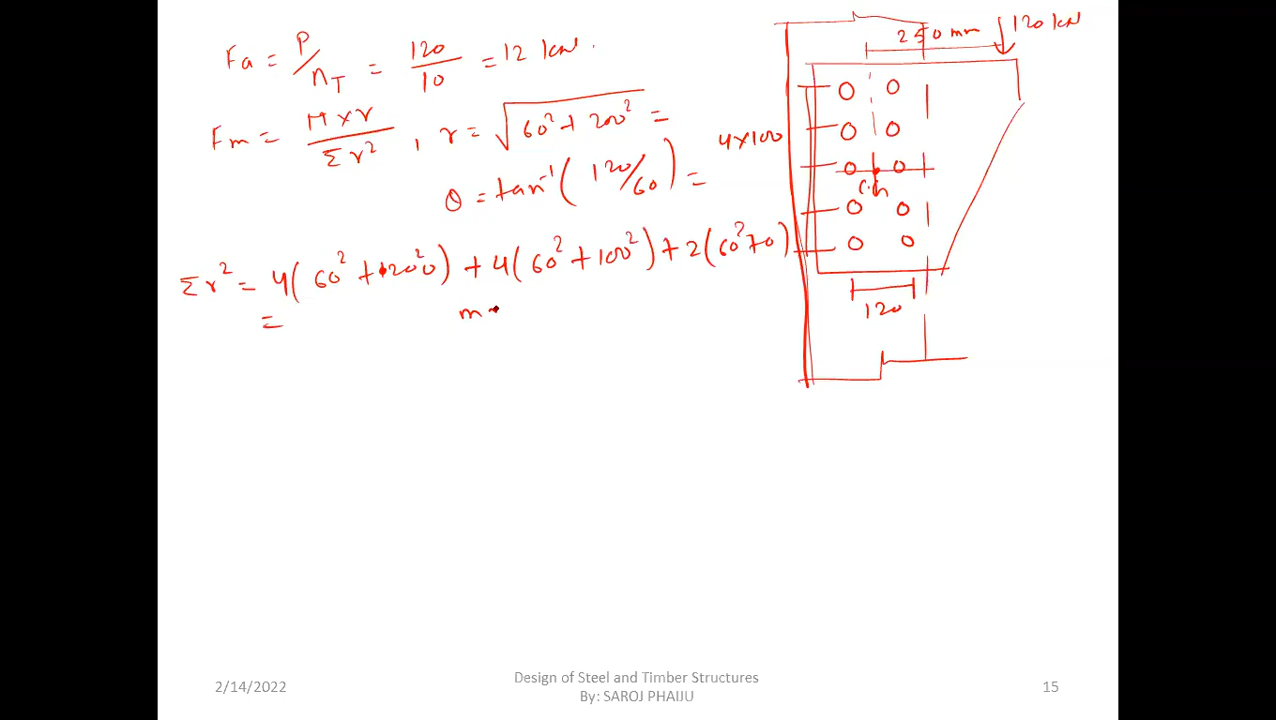 Fa = P/nT = 120/10 = 12 kN.
Fm = M×r/Σr², r = √60²+200² =
θ = tan⁻¹(120/60) =
Σr² = 4(60²+200²) + 4(60²+100²) + 2(60²+0)
=
m =
120 kN
250 mm
4×100
C.G
120
2/14/2022
Design of Steel and Timber Structures
By: SAROJ PHAIJU
15